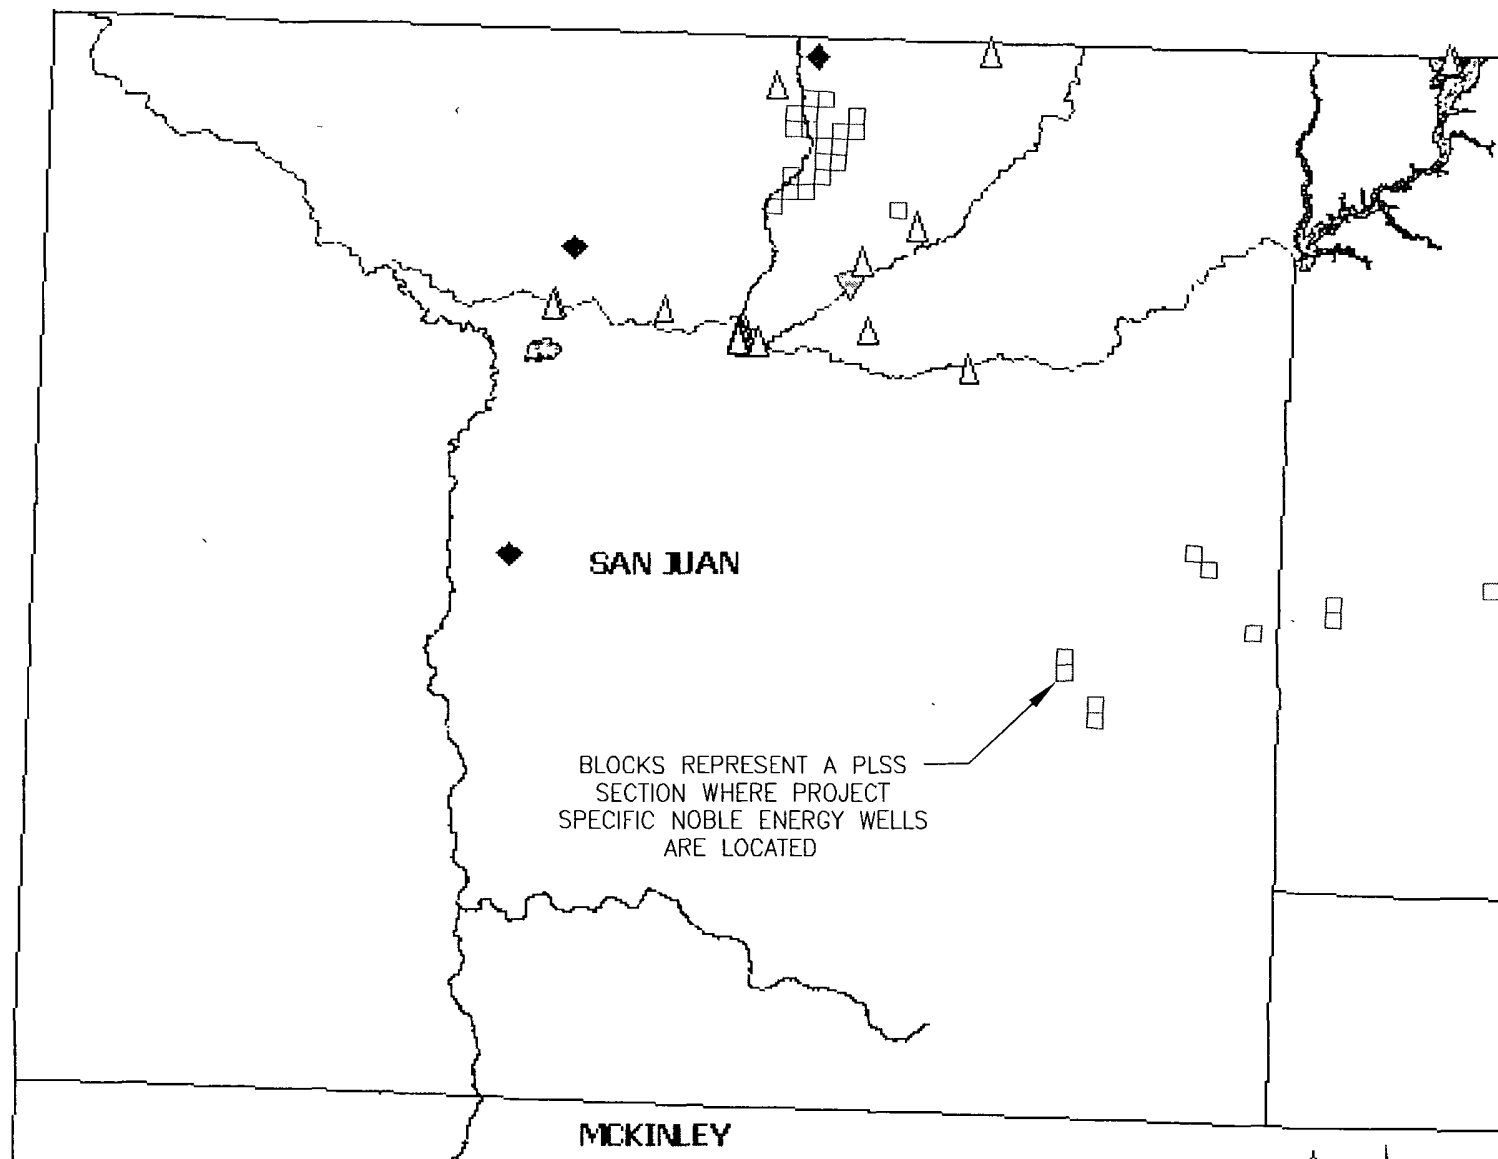 SAN JUAN
BLOCKS REPRESENT A PLSS
SECTION WHERE PROJECT
SPECIFIC NOBLE ENERGY WELLS
ARE LOCATED
MCKINLEY